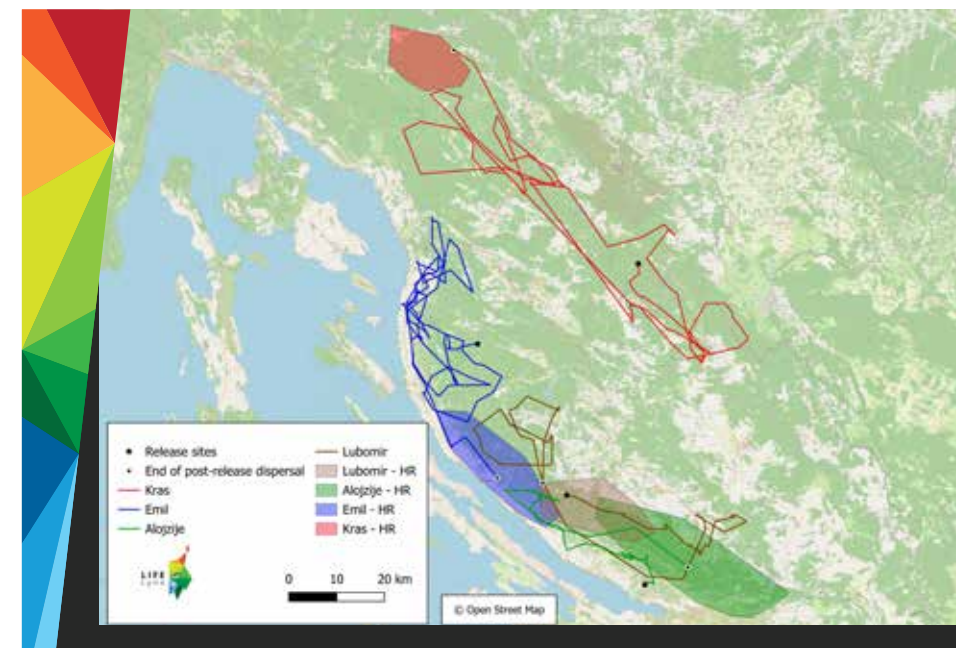 Release sites
End of post-release dispersal
Kras
Emil
Alojzije
Lubomir
Lubomir - HR
Alojzije - HR
Emil - HR
Kras - HR
LIFE
Lynx
0 10 20 km
© Open Street Map